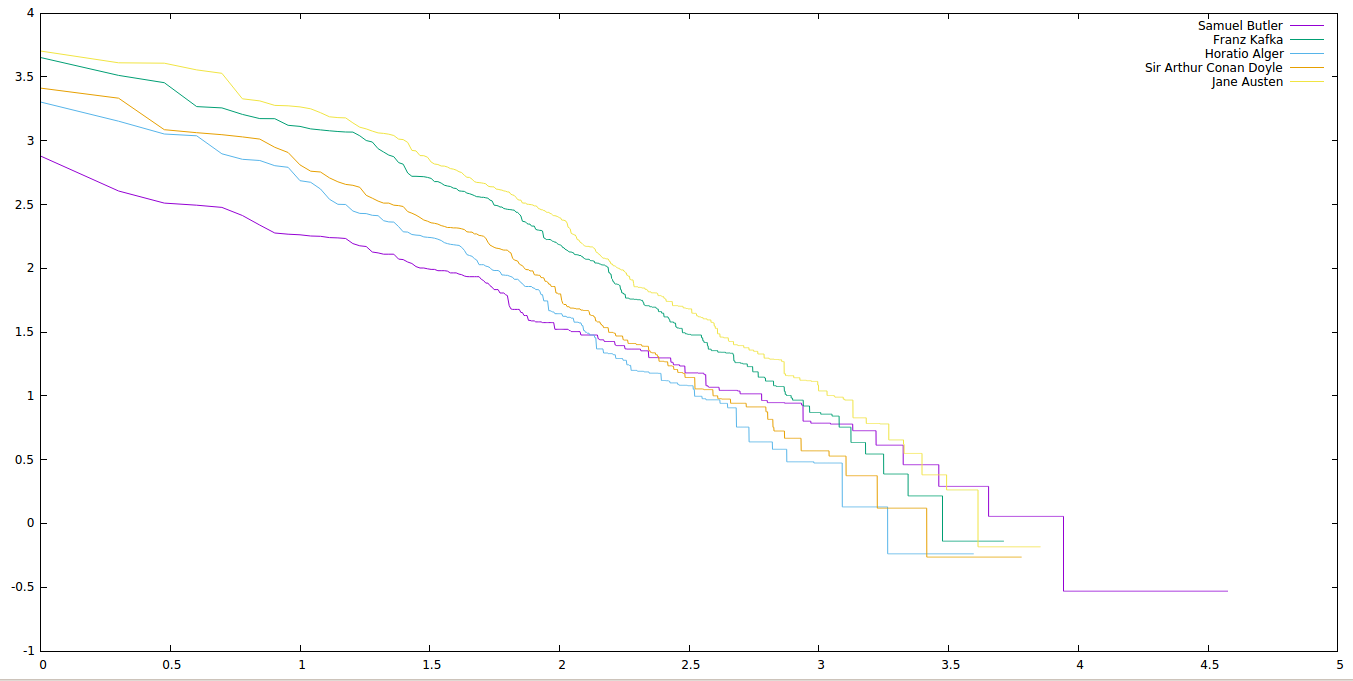 4
3.5
3
2.5
2
1.5
1
0.5
0
-0.5
-1
0 0.5 1 1.5 2 2.5 3 3.5 4 4.5 5
Samuel Butler
Franz Kafka
Horatio Alger
Sir Arthur Conan Doyle
Jane Austen